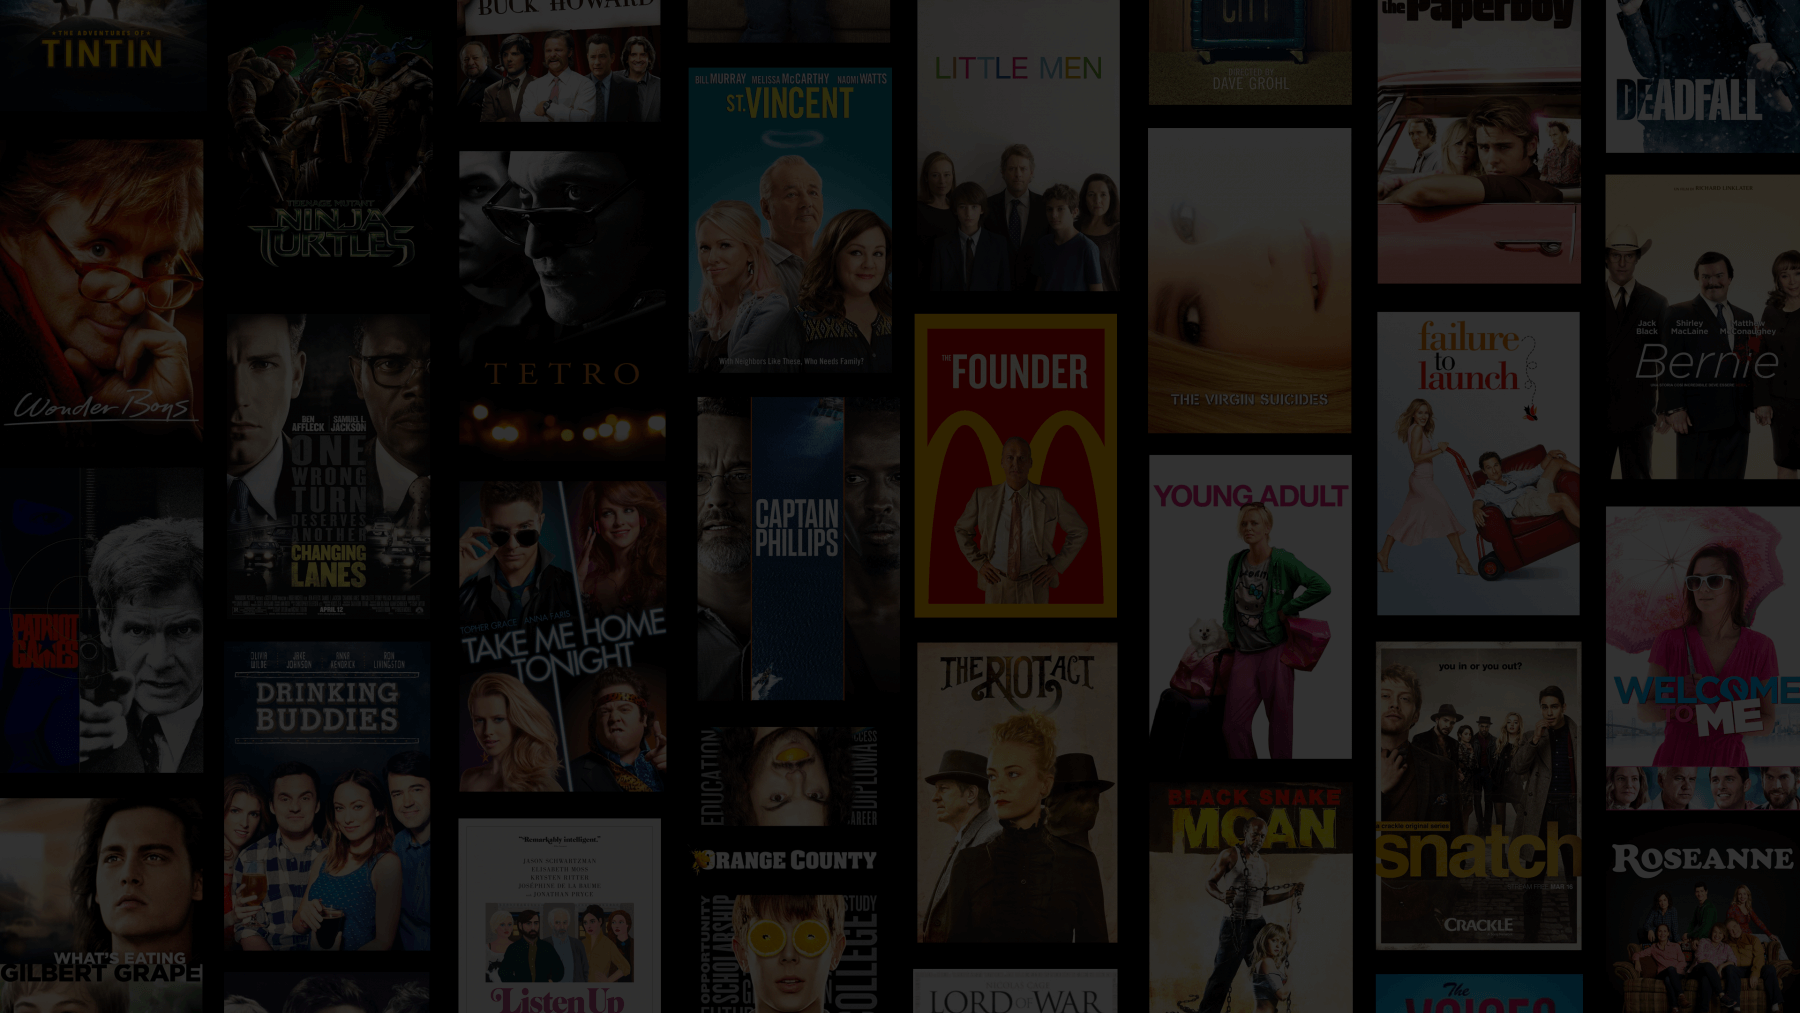 THE ADVENTURES OF
TINTIN
Wonder Boys
PATRIOT
GAMES
WHAT'S EATING
GILBERT GRAPE
TEENAGE MUTANT
NINJA
TURTLES
BEN
AFFLECK
SAMUEL L.
JACKSON
ONE
WRONG
TURN
DESERVES
ANOTHER
CHANGING
LANES
APRIL 12
OLIVIA
WILDE
JAKE
JOHNSON
ANNA
KENDRICK
RON
LIVINGSTON
DRINKING
BUDDIES
BUCK HOWARD
TETRO
TOPHER GRACE ANNA FARIS
TAKE ME HOME
TONIGHT
"Remarkably intelligent."
JASON SCHWARTZMAN
ELISABETH MOSS
KRYSTEN RITTER
JOSÉPHINE DE LA BAUME
JONATHAN PRYCE
Listen Up
BILL MURRAY MELISSA McCARTHY NAOMI WATTS
ST. VINCENT
With Neighbors Like These, Who Needs Family?
CAPTAIN
PHILLIPS
EDUCATION
DIPLOMA
ORANGE COUNTY
OPPORTUNITY
SCHOLARSHIP
STUDY
COLLEGE
LITTLE MEN
THE
FOUNDER
THE RIOT ACT
LORD OF WAR
CITY
DAVE GROHL
THE VIRGIN SUICIDES
YOUNG ADULT
BLACK SNAKE
MOAN
the Paperboy
failure
to
launch
you in or you out?
a crackle original series
snatch
CRACKLE
The
VOICES
DEADFALL
Jack
Black
Shirley
MacLaine
Matthew
McConaughey
Bernie
WELCOME
TO ME
ROSEANNE